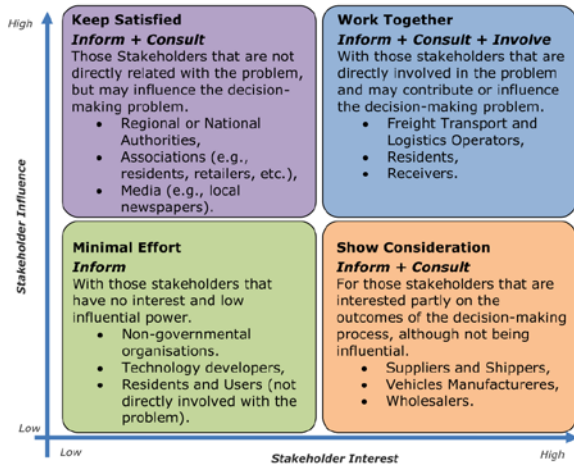 High
Stakeholder Influence
Low
Keep Satisfied
Inform + Consult
Those Stakeholders that are not
directly related with the problem,
but may influence the decision-
making problem.
• Regional or National
Authorities,
• Associations (e.g.,
residents, retailers, etc.),
• Media (e.g., local
newspapers).
Work Together
Inform + Consult + Involve
With those stakeholders that are
directly involved in the problem
and may contribute or influence
the decision-making problem.
• Freight Transport and
Logistics Operators,
• Residents,
• Receivers.
Minimal Effort
Inform
With those stakeholders that
have no interest and low
influential power.
• Non-governmental
organisations.
• Technology developers,
• Residents and Users (not
directly involved with the
problem).
Show Consideration
Inform + Consult
For those stakeholders that are
interested partly on the
outcomes of the decision-making
process, although not being
influential.
• Suppliers and Shippers,
• Vehicles Manufactureres,
• Wholesalers.
Low
Stakeholder Interest
High